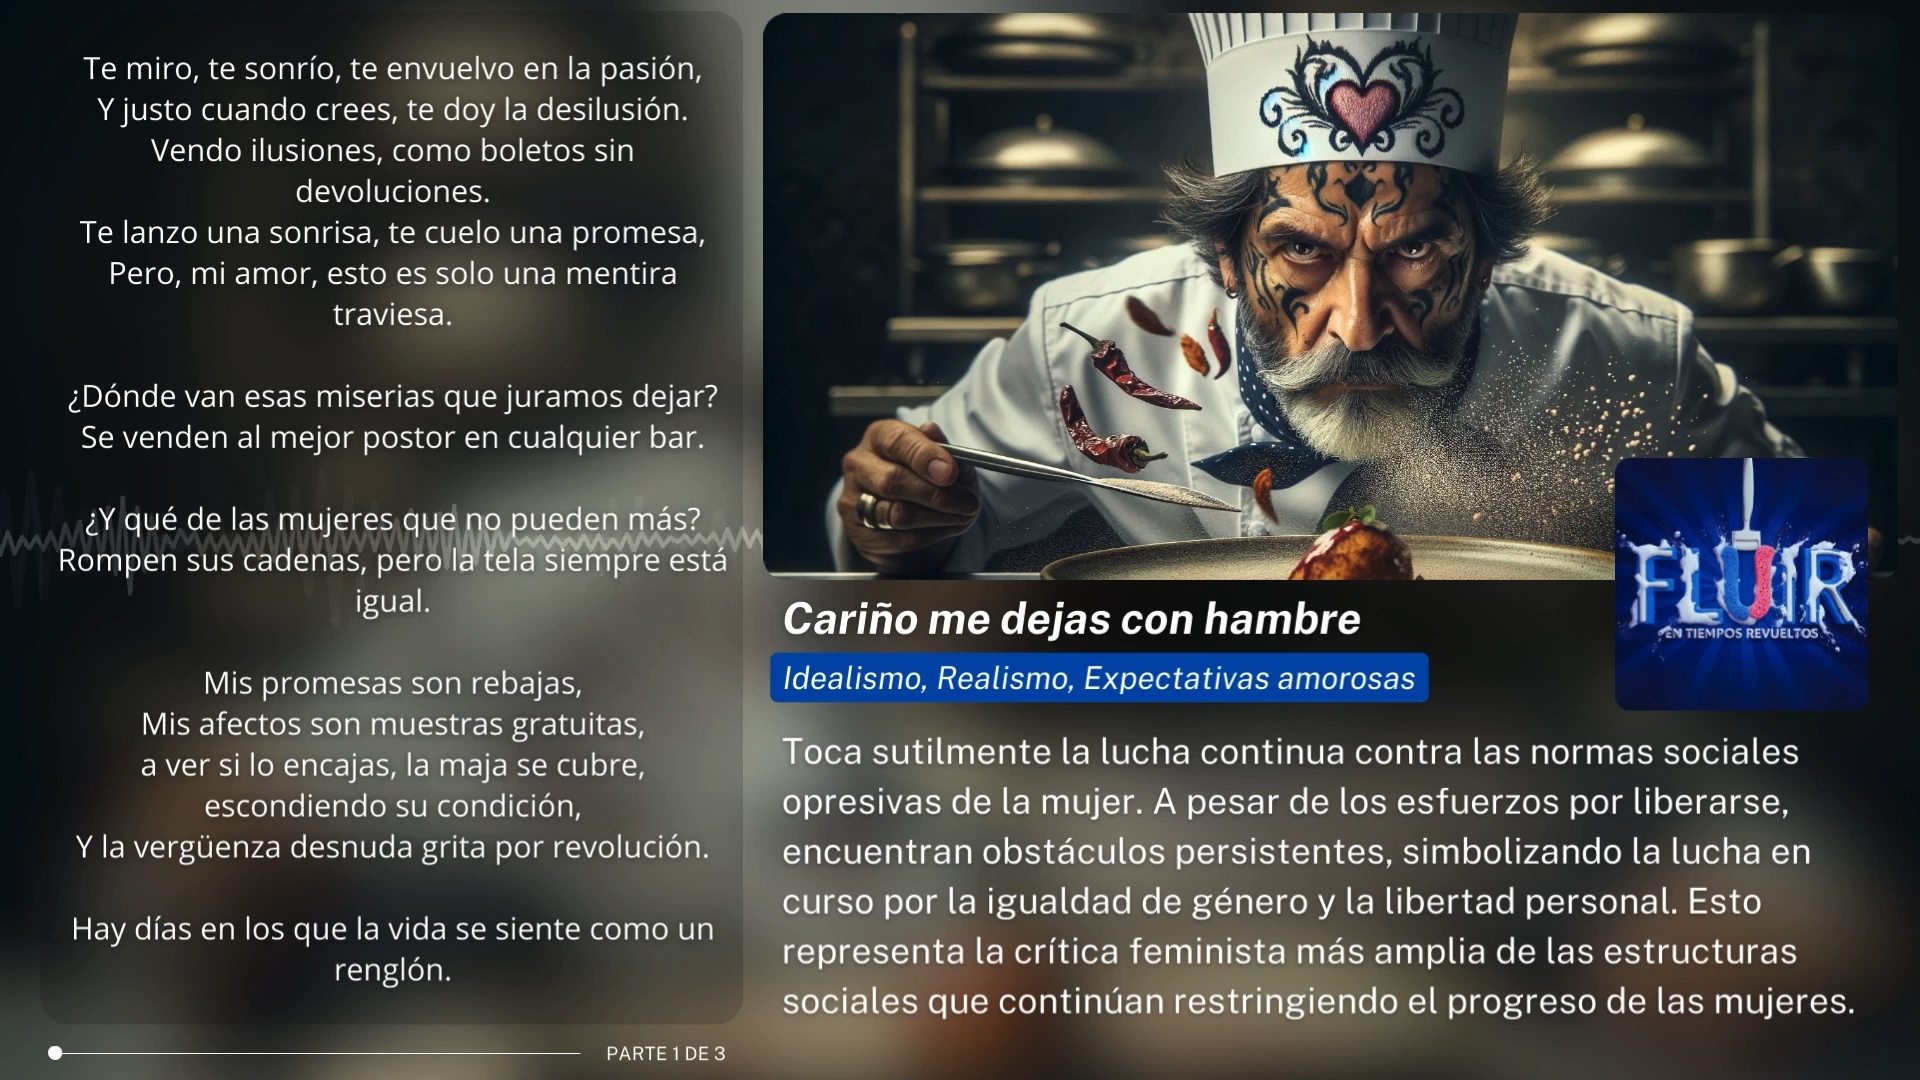 Te miro, te sonrío, te envuelvo en la pasión,
Y justo cuando crees, te doy la desilusión.
Vendo ilusiones, como boletos sin
devoluciones.
Te lanzo una sonrisa, te cuelo una promesa,
Pero, mi amor, esto es solo una mentira
traviesa.
¿Dónde van esas miserias que juramos dejar?
Se venden al mejor postor en cualquier bar.
¿Y qué de las mujeres que no pueden más?
Rompen sus cadenas, pero la tela siempre está
igual.
Mis promesas son rebajas,
Mis afectos son muestras gratuitas,
a ver si lo encajas, la maja se cubre,
escondiendo su condición,
Y la vergüenza desnuda grita por revolución.
Hay días en los que la vida se siente como un
renglón.
PARTE 1 DE 3
FLUIR
EN TIEMPOS REVUELTOS
Cariño me dejas con hambre
Idealismo, Realismo, Expectativas amorosas
Toca sutilmente la lucha continua contra las normas sociales
opresivas de la mujer. A pesar de los esfuerzos por liberarse,
encuentran obstáculos persistentes, simbolizando la lucha en
curso por la igualdad de género y la libertad personal. Esto
representa la crítica feminista más amplia de las estructuras
sociales que continúan restringiendo el progreso de las mujeres.